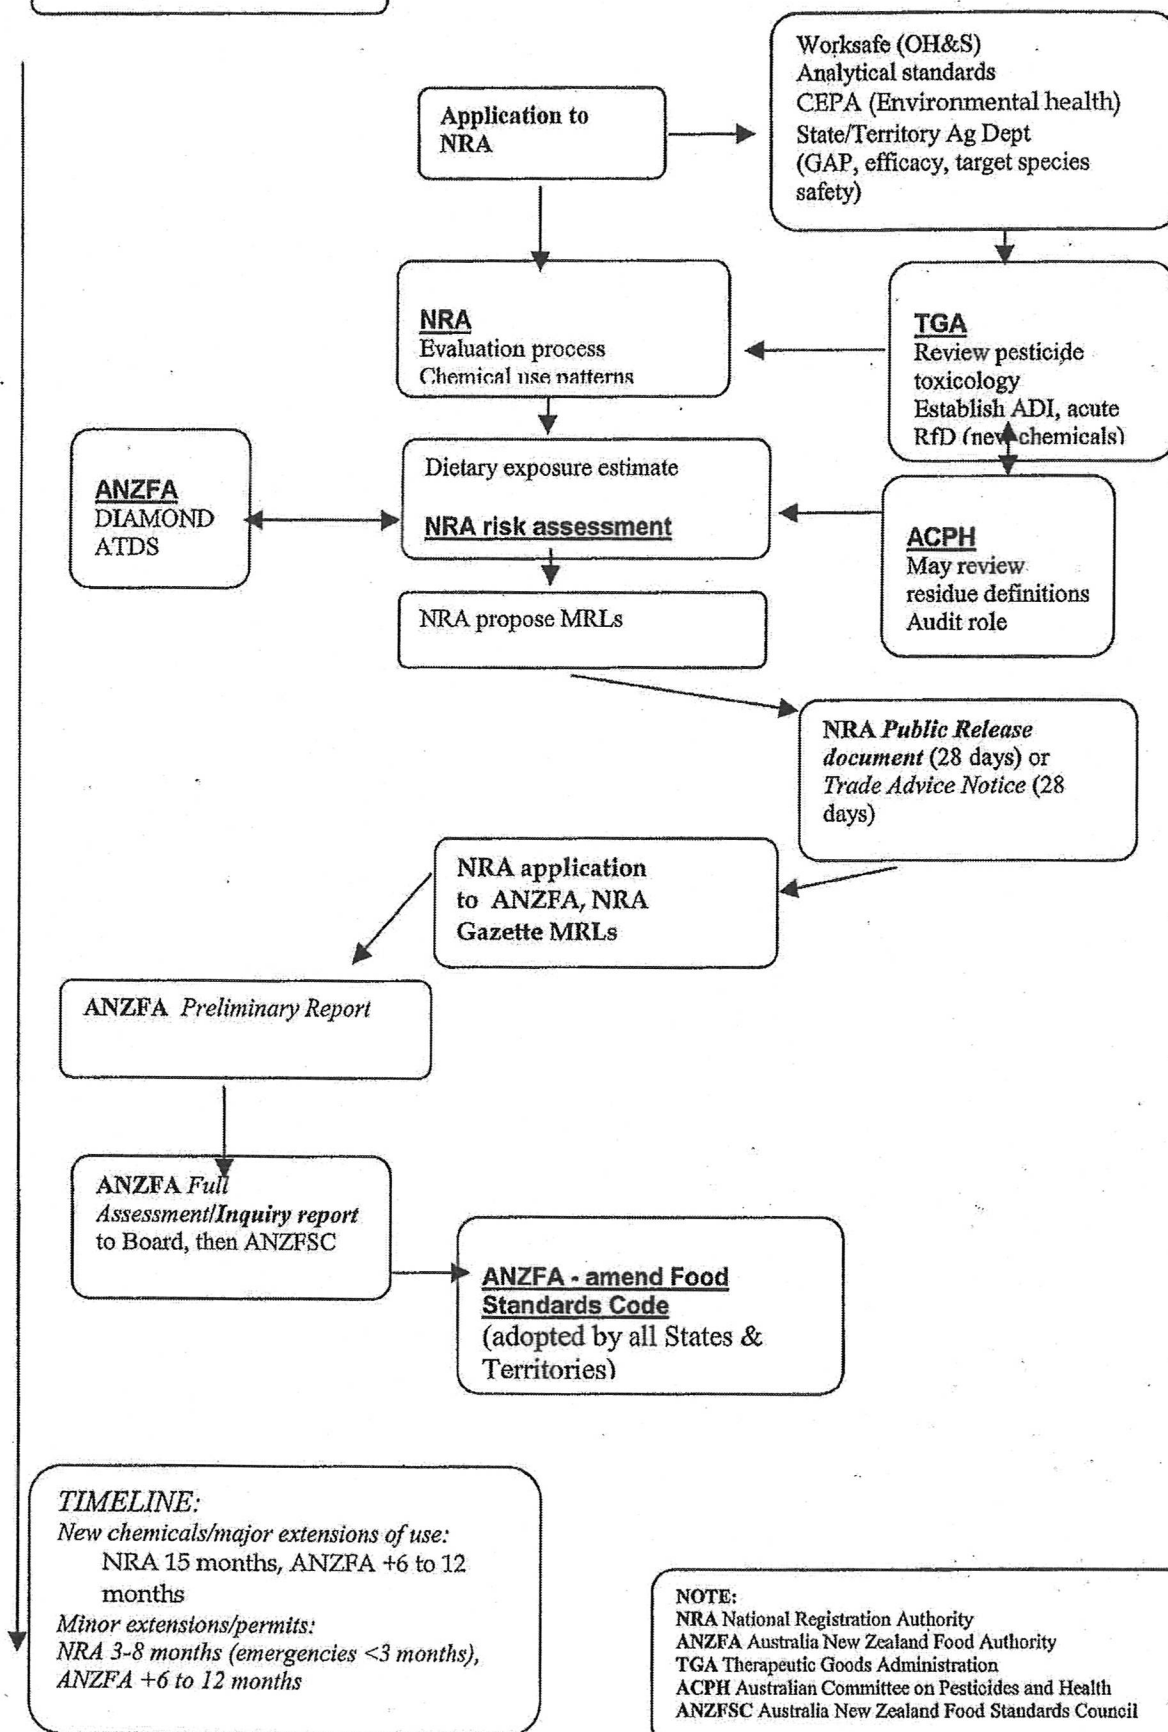 Worksafe (OH&S)
Analytical standards
CEPA (Environmental health)
State/Territory Ag Dept
(GAP, efficacy, target species
safety)
Application to
NRA
NRA
Evaluation process
Chemical use patterns
TGA
Review pesticide
toxicology
Establish ADI, acute
RfD (new chemicals)
ANZFA
DIAMOND
ATDS
Dietary exposure estimate
NRA risk assessment
ACPH
May review
residue definitions
Audit role
NRA propose MRLs
NRA Public Release
document (28 days) or
Trade Advice Notice (28
days)
NRA application
to ANZFA, NRA
Gazette MRLs
ANZFA Preliminary Report
ANZFA Full
Assessment/Inquiry report
to Board, then ANZFSC
ANZFA - amend Food
Standards Code
(adopted by all States &
Territories)
TIMELINE:
New chemicals/major extensions of use:
NRA 15 months, ANZFA +6 to 12
months
Minor extensions/permits:
NRA 3-8 months (emergencies <3 months),
ANZFA +6 to 12 months
NOTE:
NRA National Registration Authority
ANZFA Australia New Zealand Food Authority
TGA Therapeutic Goods Administration
ACPH Australian Committee on Pesticides and Health
ANZFSC Australia New Zealand Food Standards Council